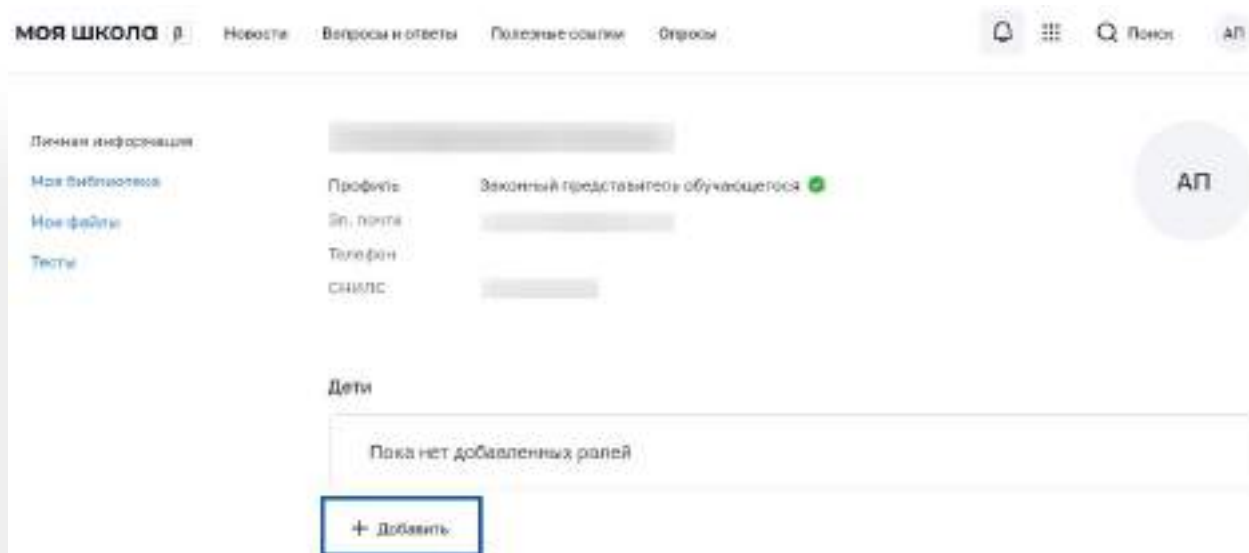 моя школа β Новости Вопросы и ответы Полезные ссылки Опросы Поиск АП
Личная информация
Моя библиотека
Мои файлы
Тесты
Профиль Законный представитель обучающегося
Эл. почта
Телефон
СНИЛС
АП
Дети
Пока нет добавленных ролей
+ Добавить